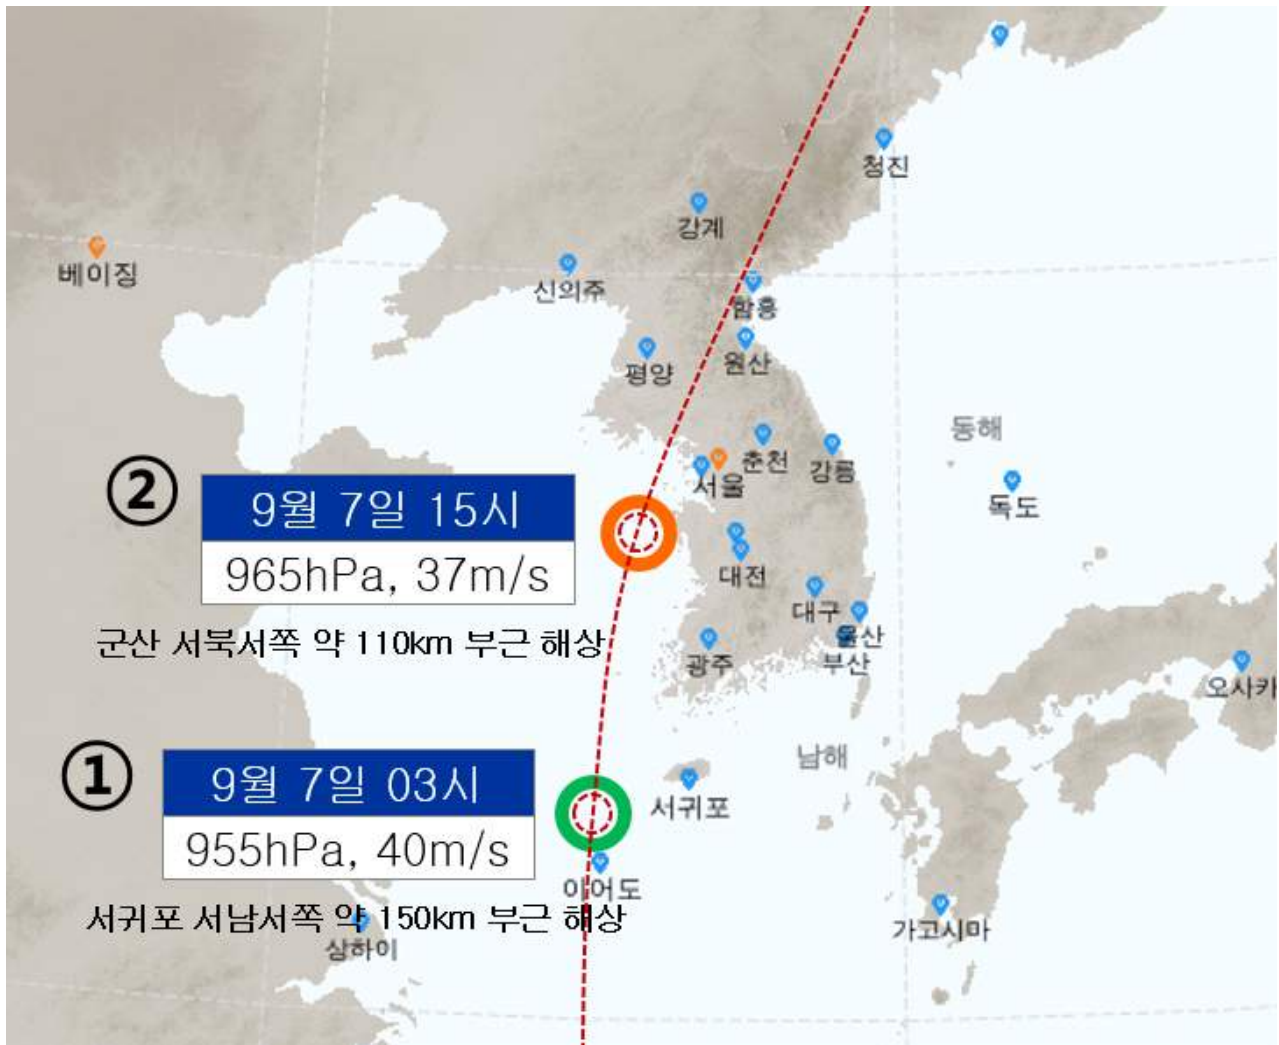 청진
강계
베이징
신의주
함흥
원산
평양
동해
춘천
강릉
서울
독도
②
9월 7일 15시
965hPa, 37m/s
대전
대구
울산
부산
군산 서북서쪽 약 110km 부근 해상
광주
오사카
남해
①
9월 7일 03시
955hPa, 40m/s
서귀포
이어도
서귀포 서남서쪽 약 150km 부근 해상
가고시마
상하이